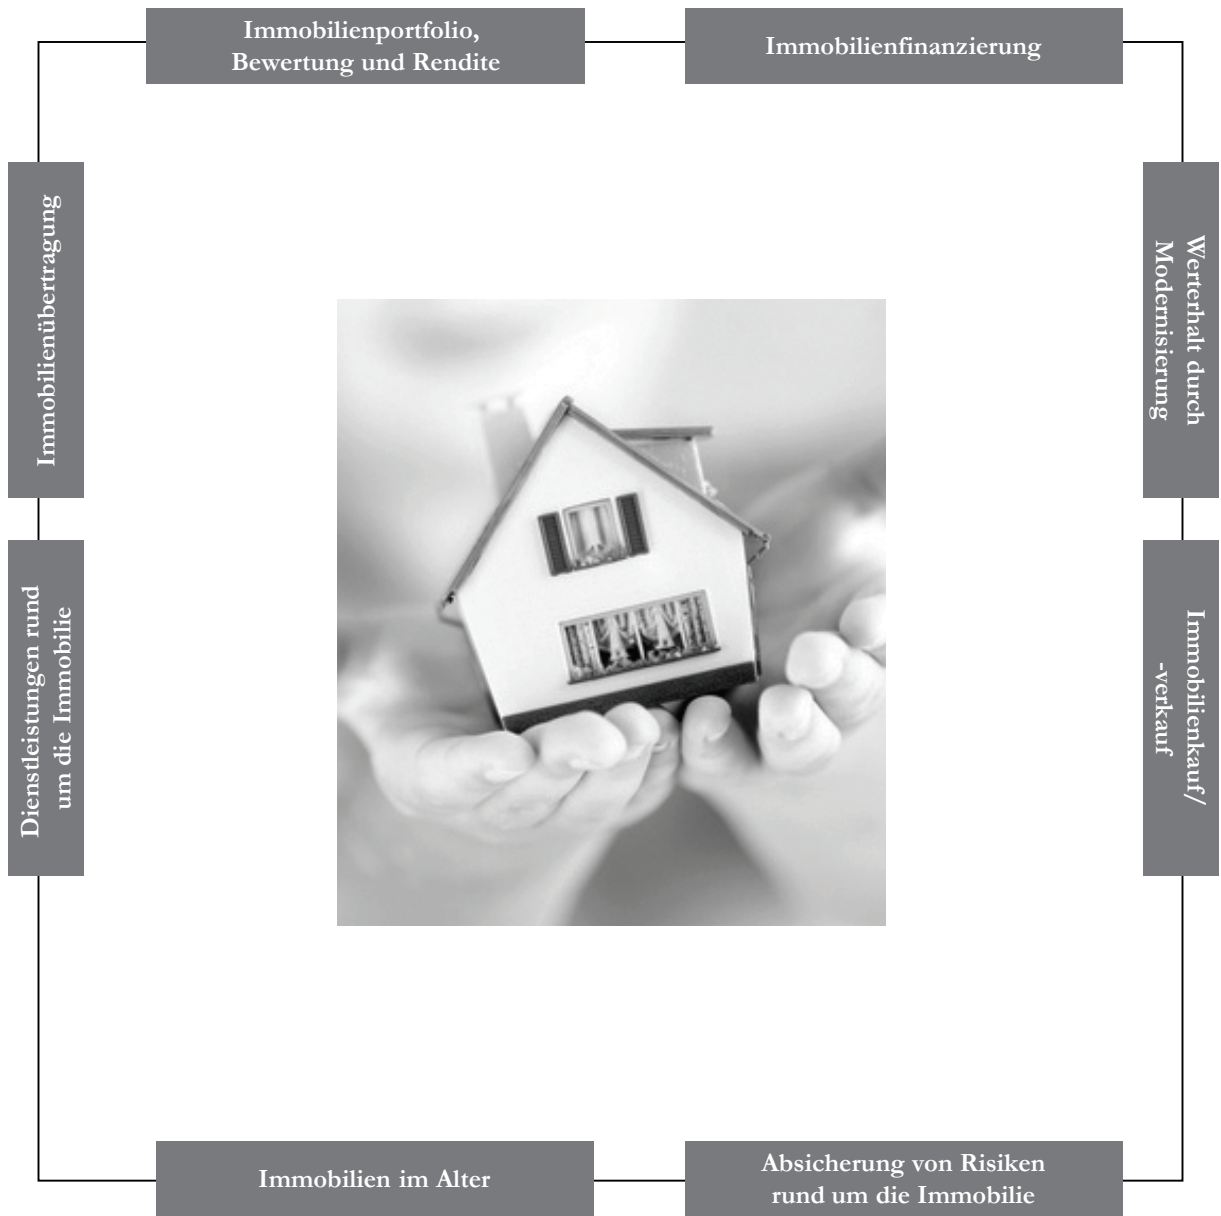 Immobilienportfolio,
Bewertung und Rendite
Immobilienfinanzierung
Werterhalt durch
Modernisierung
Immobilienkauf/
-verkauf
Absicherung von Risiken
rund um die Immobilie
Immobilien im Alter
Dienstleistungen rund
um die Immobilie
Immobilienübertragung